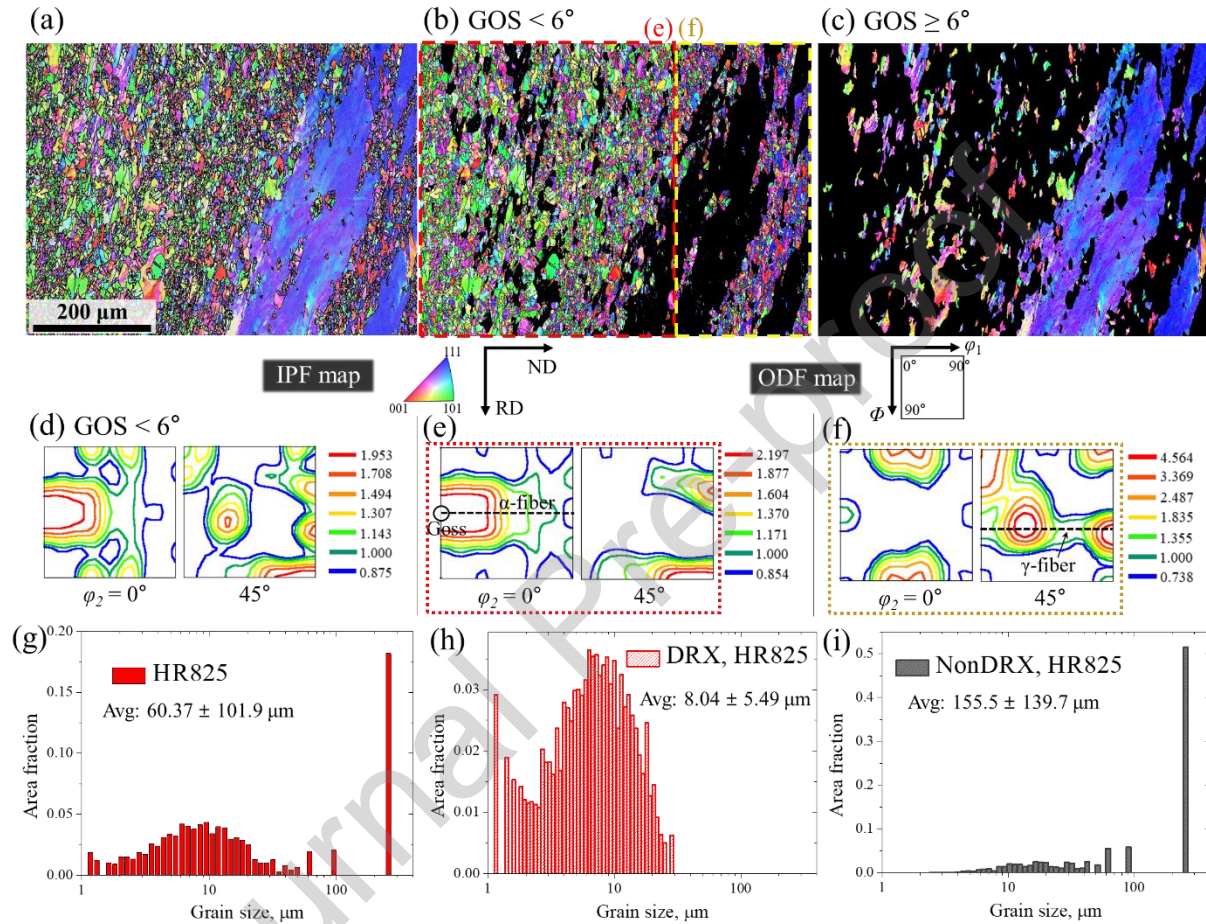 (a)
(b) GOS < 6°
(e) (f)
(c) GOS ≥ 6°
200 μm
IPF map
111
001
101
ND
RD
ODF map
φ₁
0° 90°
90°
Φ
(d) GOS < 6°
1.953
1.708
1.494
1.307
1.143
1.000
0.875
φ₂ = 0°
45°
(e)
α-fiber
Goss
2.197
1.877
1.604
1.370
1.171
1.000
0.854
φ₂ = 0°
45°
(f)
γ-fiber
4.564
3.369
2.487
1.835
1.355
1.000
0.738
φ₂ = 0°
45°
(g)
0.20
0.15
0.10
0.05
0.00
Area fraction
HR825
Avg: 60.37 ± 101.9 μm
1 10 100
Grain size, μm
(h)
0.03
0.02
0.01
0.00
Area fraction
DRX, HR825
Avg: 8.04 ± 5.49 μm
1 10 100
Grain size, μm
(i)
0.5
0.4
0.3
0.2
0.1
0.0
Area fraction
NonDRX, HR825
Avg: 155.5 ± 139.7 μm
1 10 100
Grain size, μm
urnal Pre-proof